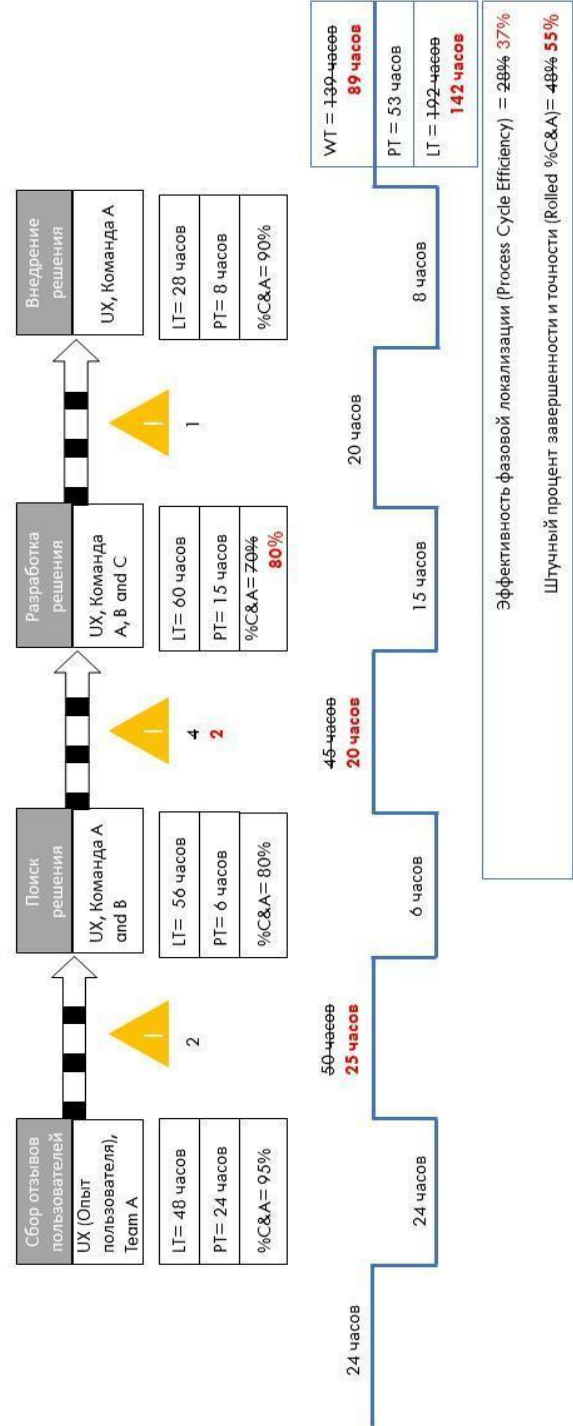 Сбор отзывов
пользователей
UX (Опыт
пользователя),
Team A
LT= 48 часов
PT= 24 часов
%C&A= 95%
2
Поиск
решения
UX, Команда A
and B
LT= 56 часов
PT= 6 часов
%C&A= 80%
4
2
Разработка
решения
UX, Команда
A, B and C
LT= 60 часов
PT= 15 часов
%C&A= 70%
80%
1
Внедрение
решения
UX, Команда A
LT= 28 часов
PT= 8 часов
%C&A= 90%
24 часов
24 часов
50 часов
25 часов
6 часов
45 часов
20 часов
15 часов
20 часов
8 часов
WT = 139 часов
89 часов
PT = 53 часов
LT = 192 часов
142 часов
Эффективность фазовой локализации (Process Cycle Efficiency) = 28% 37%
Штучный процент завершенности и точности (Rolled %C&A)= 48% 55%